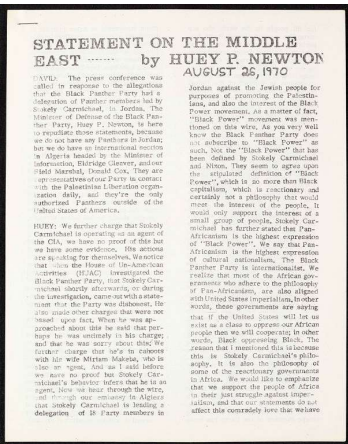 STATEMENT ON THE MIDDLE
EAST ------ by HUEY P. NEWTON
AUGUST 26, 1970
DAVID: The press conference was
called in response to the allegations
that the Black Panther Party had a
delegation of Panther members led by
Stokely Carmichael, in Jordan, The
Minister of Defense of the Black Pan-
ther Party, Huey P. Newton, is here
to repudiate those statements, because
we do not have any Panthers in Jordan;
but we do have an International section
in Algeria headed by the Minister of
Information, Eldridge Cleaver, and our
Field Marshal, Donald Cox, They are
representatives of our Party in contact
with the Palestinian Liberation organi-
zation daily, and they're the only
authorized Panthers outside of the
United States of America.
HUEY: We further charge that Stokely
Carmichael is operating as an agent of
the CIA, we have no proof of this but
we have some evidence. His actions
are speaking for themselves. We notice
that when the House of Un-American
Activities (HUAC) investigated the
Black Panther Party, that Stokely Car-
michael shortly afterwards, or during
the investigation, came out with a state-
ment that the Party was dishonest, He
also made other charges that were not
based upon fact. When he was ap-
proached about this he said that per-
haps he was untimely in his charge;
and that he was sorry about this; We
further charge that he's in cahoots
with his wife Miriam Makeba, who is
also an agent, And as I said before
we have no proof but Stokely Car-
michael's behavior infers that he is an
agent, Now we hear through the wire,
and through our embassy in Algiers
that Stokely Carmichael is leading a
delegation of 18 Party members in
Jordan against the Jewish people for
purposes of promoting the Palestin-
ians, and also the interest of the Black
Power movement, As a matter of fact,
"Black Power" movement was men-
tioned on this wire, As you very well
know the Black Panther Party does
not subscribe to "Black Power" as
such, Not the "Black Power" that has
been defined by Stokely Carmichael
and Nixon, They seem to agree upon
the stipulated definition of "Black
Power", which is no more than Black
capitalism, which is reactionary and
certainly not a philosophy that would
meet the interest of the people, It
would only support the interest of a
small group of people, Stokely Car-
michael has further stated that Pan-
Africanism is the highest expression
of "Black Power". We say that Pan-
Africanism is the highest expression
of cultural nationalism, The Black
Panther Party is internationalist, We
realize that most of the African gov-
ernments who adhere to the philosophy
of Pan-Africanism, are also aligned
with United States imperialism, In other
words, these governments are saying
that if the United States will let us
exist as a class to oppress our African
people then we will cooperate; in other
words, Black oppressing Black, The
reason that I mentioned this is because
this is Stokely Carmichael's philo-
sophy, It is also the philosophy of
some of the reactionary governments
in Africa. We would like to emphasize
that we support the people of Africa
in their just struggle against imper-
ialism, and that our statements do not
affect this comradely love that we have